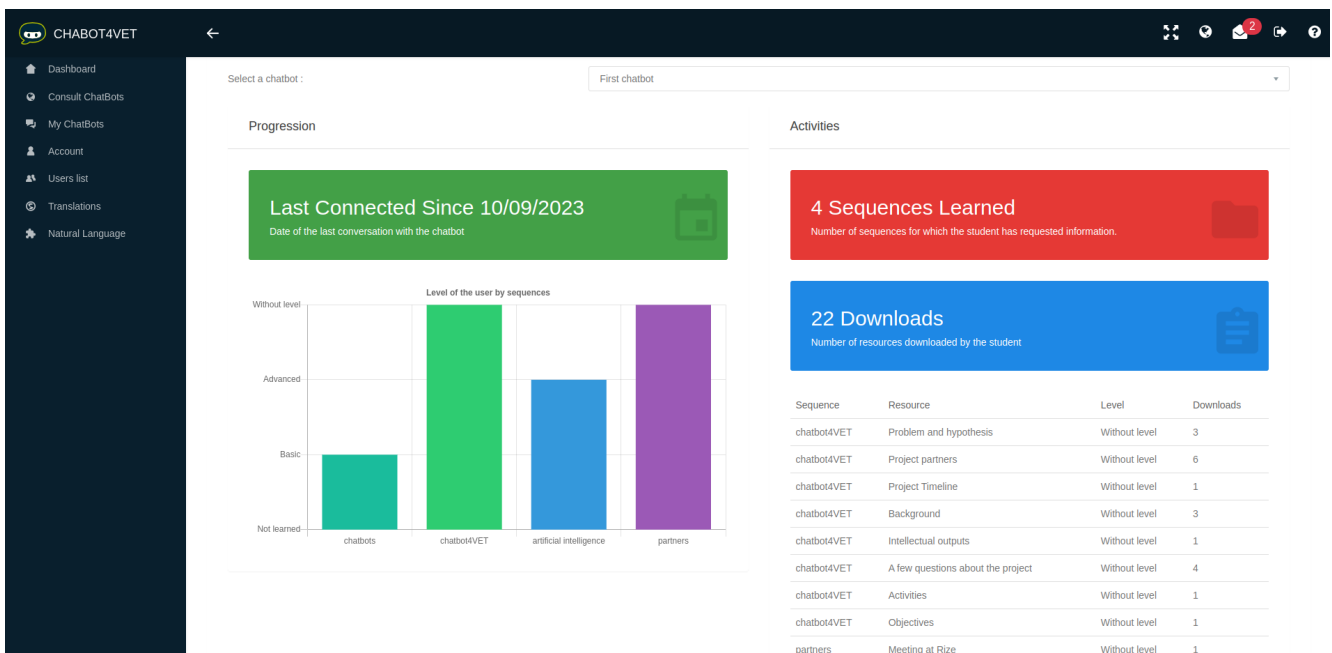 CHABOT4VET
2
Dashboard
Consult ChatBots
My ChatBots
Account
Users list
Translations
Natural Language
Select a chatbot :
First chatbot
Progression
Last Connected Since 10/09/2023
Date of the last conversation with the chatbot
Level of the user by sequences
Without level
Advanced
Basic
Not learned
chatbots chatbot4VET artificial intelligence partners
Activities
4 Sequences Learned
Number of sequences for which the student has requested information.
22 Downloads
Number of resources downloaded by the student
Sequence Resource Level Downloads
chatbot4VET Problem and hypothesis Without level 3
chatbot4VET Project partners Without level 6
chatbot4VET Project Timeline Without level 1
chatbot4VET Background Without level 3
chatbot4VET Intellectual outputs Without level 1
chatbot4VET A few questions about the project Without level 4
chatbot4VET Activities Without level 1
chatbot4VET Objectives Without level 1
partners Meeting at Rize Without level 1